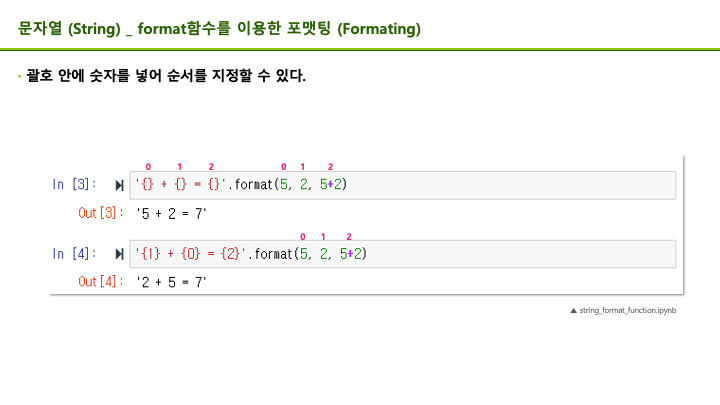 문자열 (String) _ format함수를 이용한 포맷팅 (Formating)
• 괄호 안에 숫자를 넣어 순서를 지정할 수 있다.
0 1 2 0 1 2
In [3]: '{} + {} = {}'.format(5, 2, 5+2)
Out[3]: '5 + 2 = 7'
0 1 2
In [4]: '{1} + {0} = {2}'.format(5, 2, 5+2)
Out[4]: '2 + 5 = 7'
▲ string_format_function.ipynb